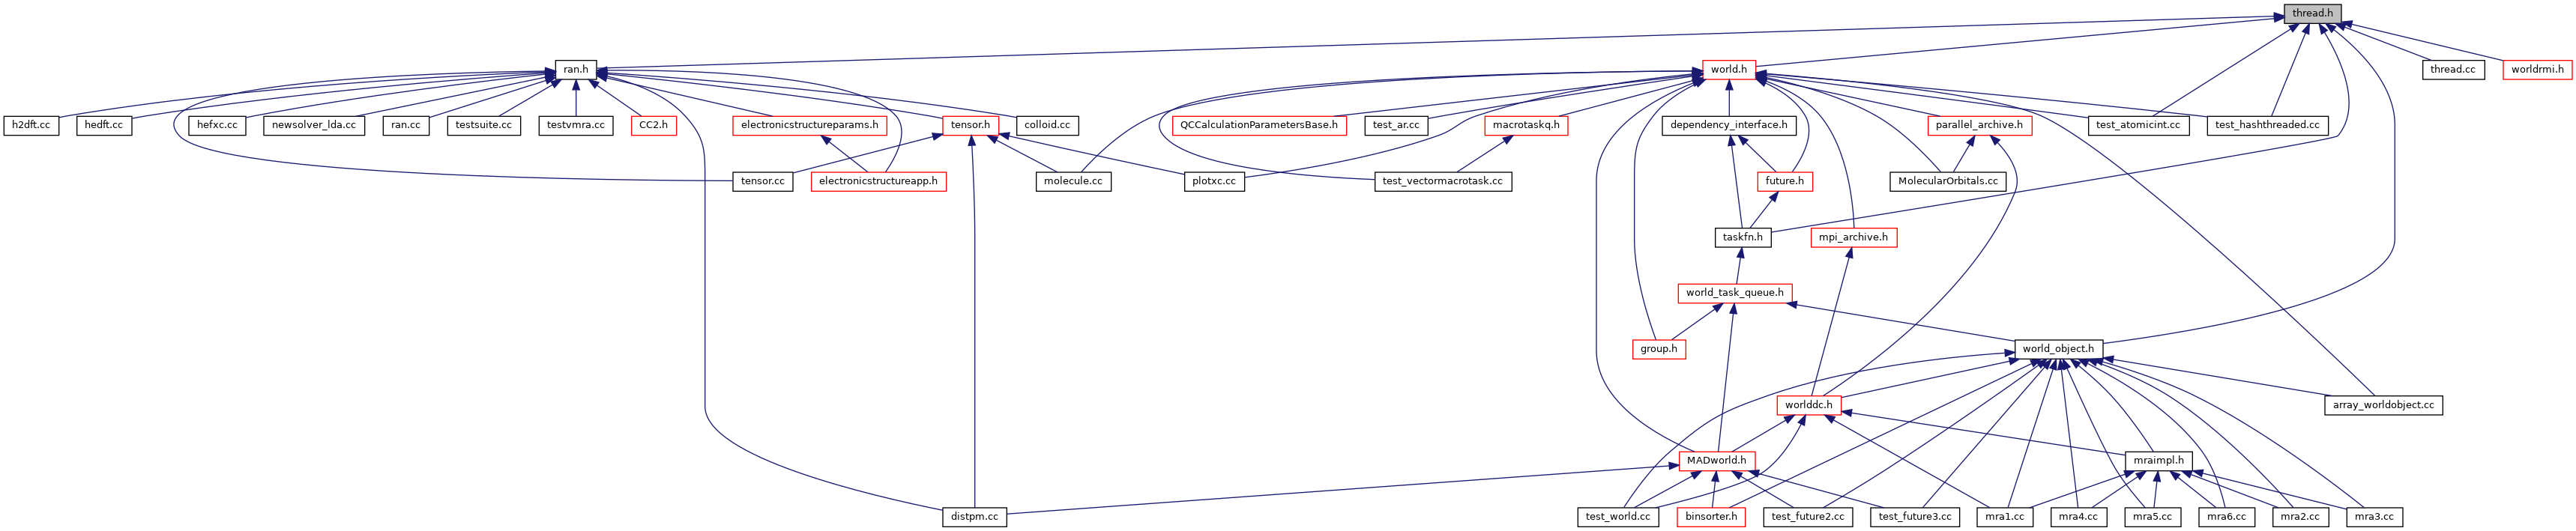 thread.h
ran.h
world.h
thread.cc
worldrmi.h
h2dft.cc
hedft.cc
hefxc.cc
newsolver_lda.cc
ran.cc
testsuite.cc
testvmra.cc
CC2.h
electronicstructureparams.h
tensor.h
colloid.cc
QCCalculationParametersBase.h
test_ar.cc
macrotaskq.h
dependency_interface.h
parallel_archive.h
test_atomicint.cc
test_hashthreaded.cc
tensor.cc
electronicstructureapp.h
molecule.cc
plotxc.cc
test_vectormacrotask.cc
future.h
MolecularOrbitals.cc
taskfn.h
mpi_archive.h
world_task_queue.h
group.h
world_object.h
worlddc.h
array_worldobject.cc
MADworld.h
mraimpl.h
distpm.cc
test_world.cc
binsorter.h
test_future2.cc
test_future3.cc
mra1.cc
mra4.cc
mra5.cc
mra6.cc
mra2.cc
mra3.cc